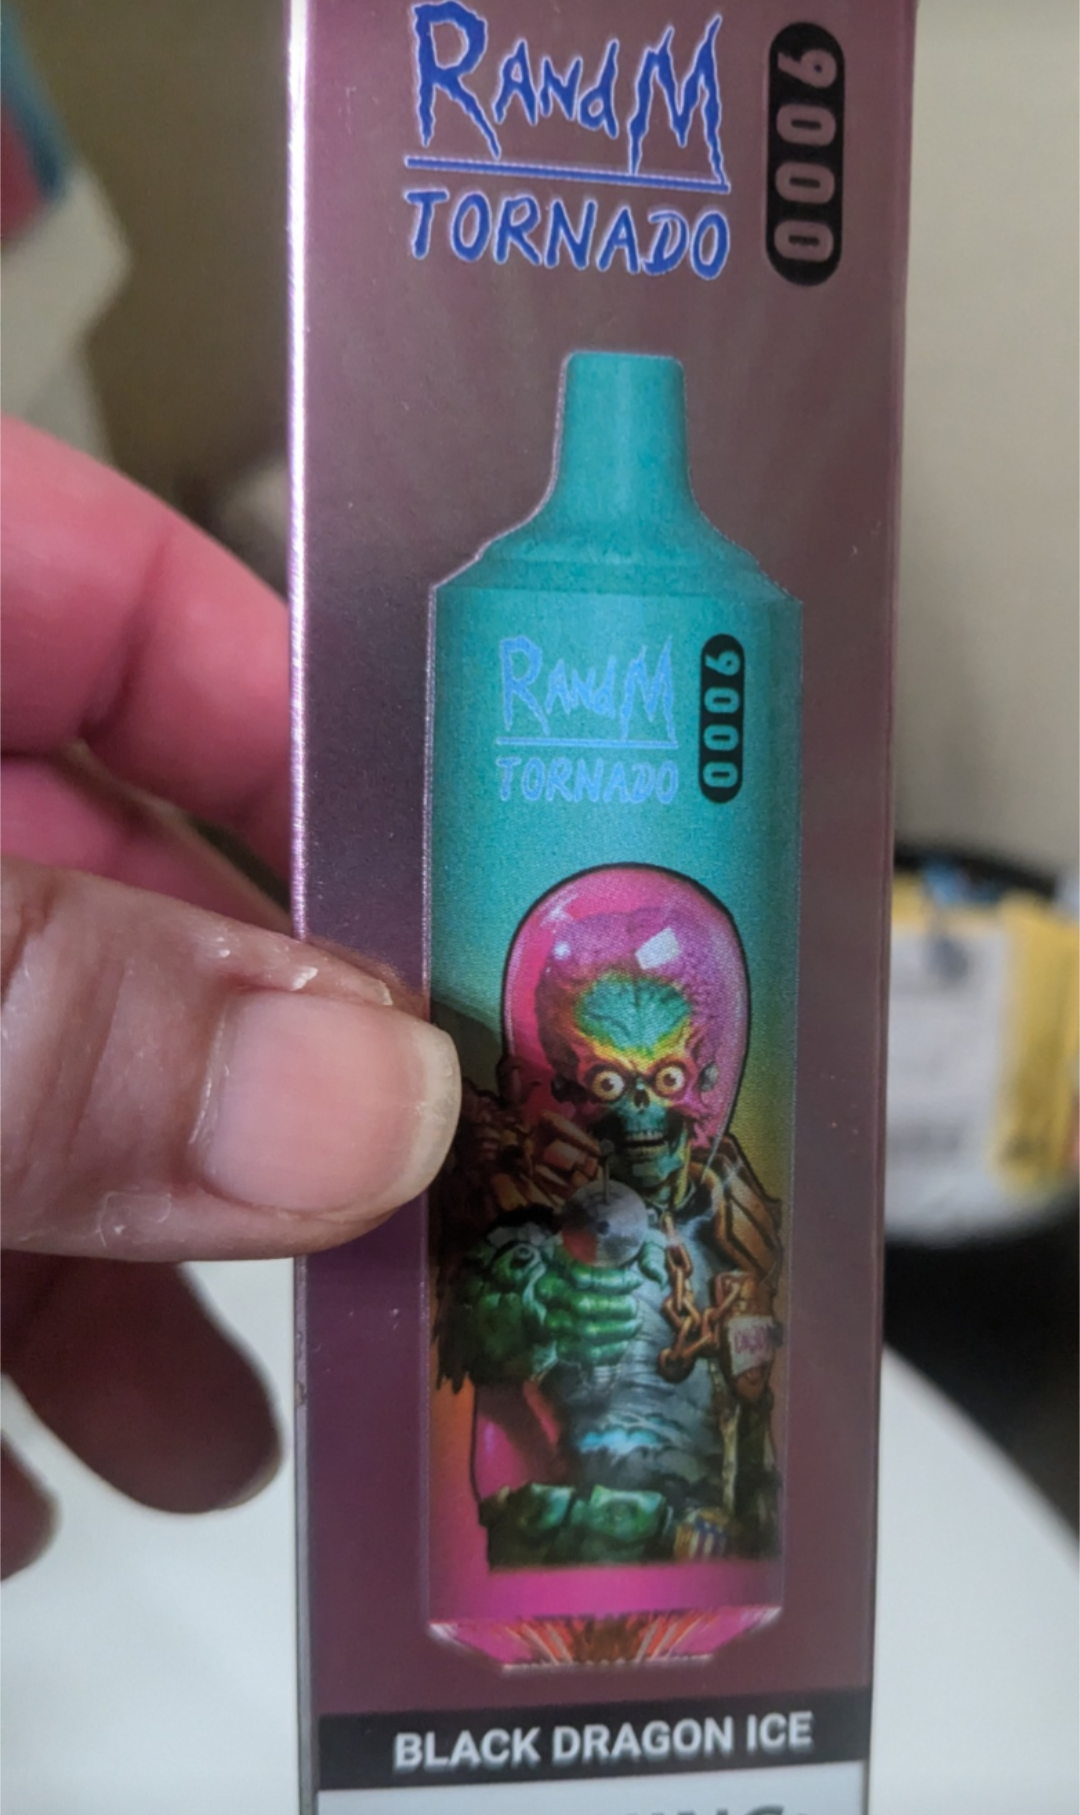 RAndM
TORNADO
9000
RAndM
TORNADO
9000
BLACK DRAGON ICE